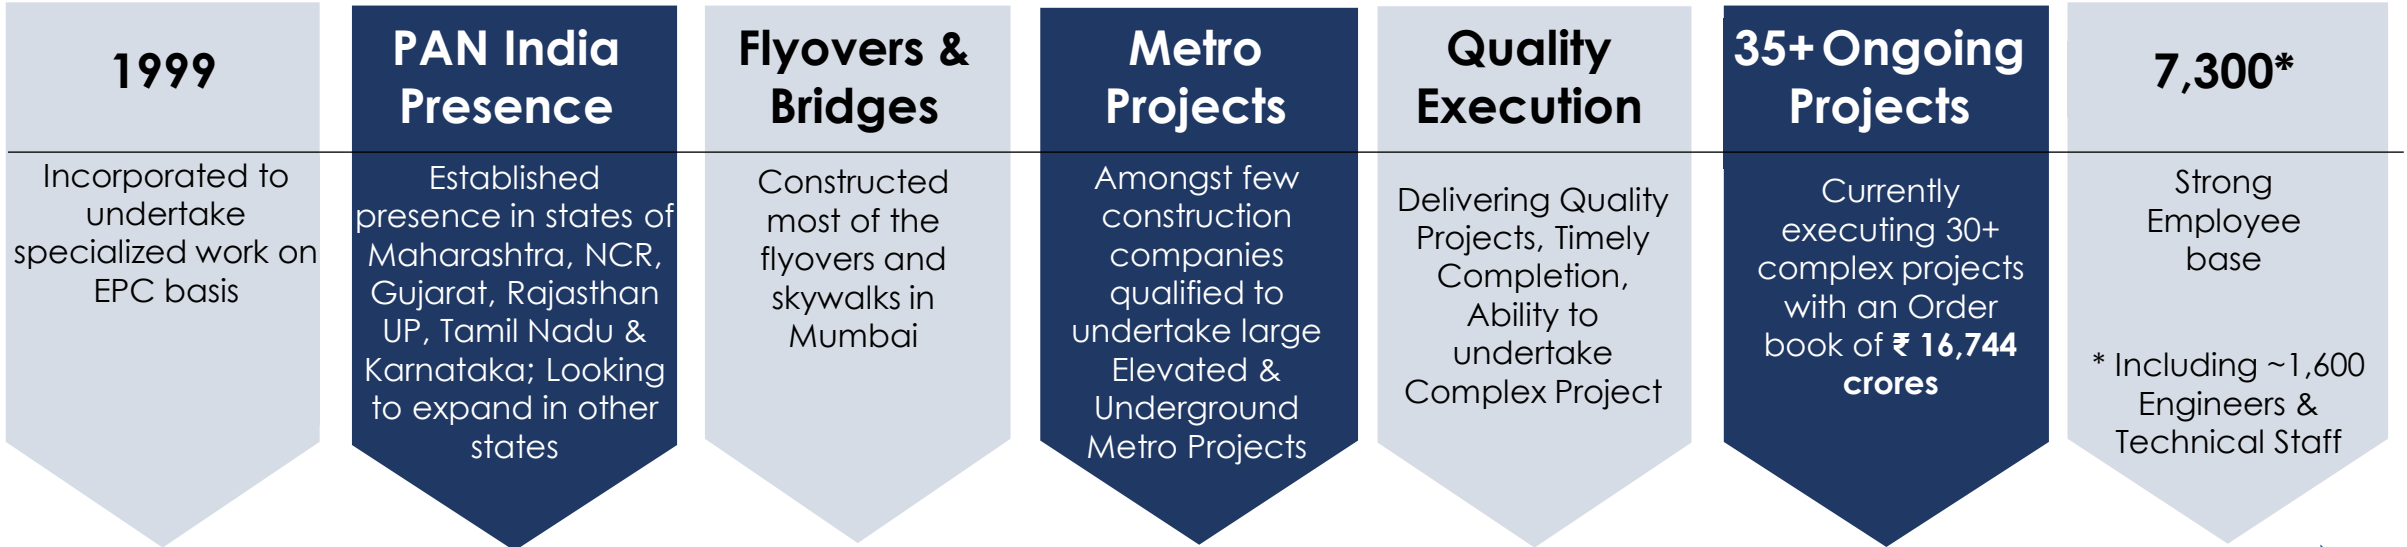 1999
Incorporated to
undertake
specialized work on
EPC basis
PAN India
Presence
Established
presence in states of
Maharashtra, NCR,
Gujarat, Rajasthan
UP, Tamil Nadu &
Karnataka; Looking
to expand in other
states
Flyovers &
Bridges
Constructed
most of the
flyovers and
skywalks in
Mumbai
Metro
Projects
Amongst few
construction
companies
qualified to
undertake large
Elevated &
Underground
Metro Projects
Quality
Execution
Delivering Quality
Projects, Timely
Completion,
Ability to
undertake
Complex Project
35+ Ongoing
Projects
Currently
executing 30+
complex projects
with an Order
book of ₹ 16,744
crores
7,300*
Strong
Employee
base
* Including ~1,600
Engineers &
Technical Staff